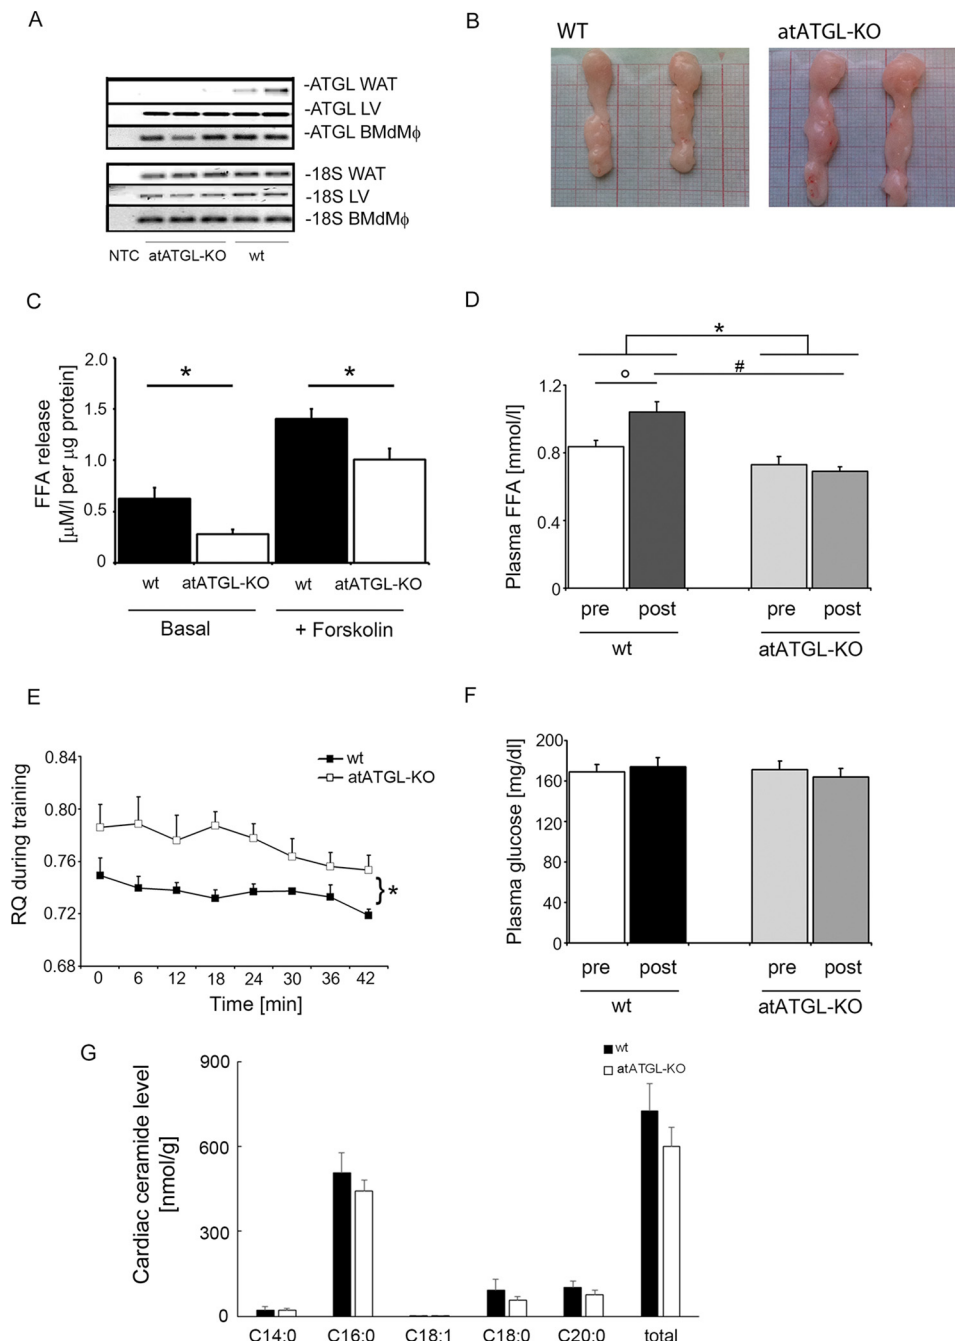 A
-ATGL WAT
-ATGL LV
-ATGL BMdMϕ
-18S WAT
-18S LV
-18S BMdMϕ
NTC atATGL-KO wt
B
WT atATGL-KO
C
FFA release
[µM/l per µg protein]
2.0
1.5
1.0
0.5
0
* *
wt atATGL-KO wt atATGL-KO
Basal + Forskolin
D
Plasma FFA [mmol/l]
1.2
0.8
0.4
0
*
° #
pre post pre post
wt atATGL-KO
E
RQ during training
0.84
0.80
0.76
0.72
0.68
wt
atATGL-KO
} *
0 6 12 18 24 30 36 42
Time [min]
F
Plasma glucose [mg/dl]
200
160
120
80
40
0
pre post pre post
wt atATGL-KO
G
Cardiac ceramide level
[nmol/g]
900
600
300
0
wt
atATGL-KO
C14:0 C16:0 C18:1 C18:0 C20:0 total